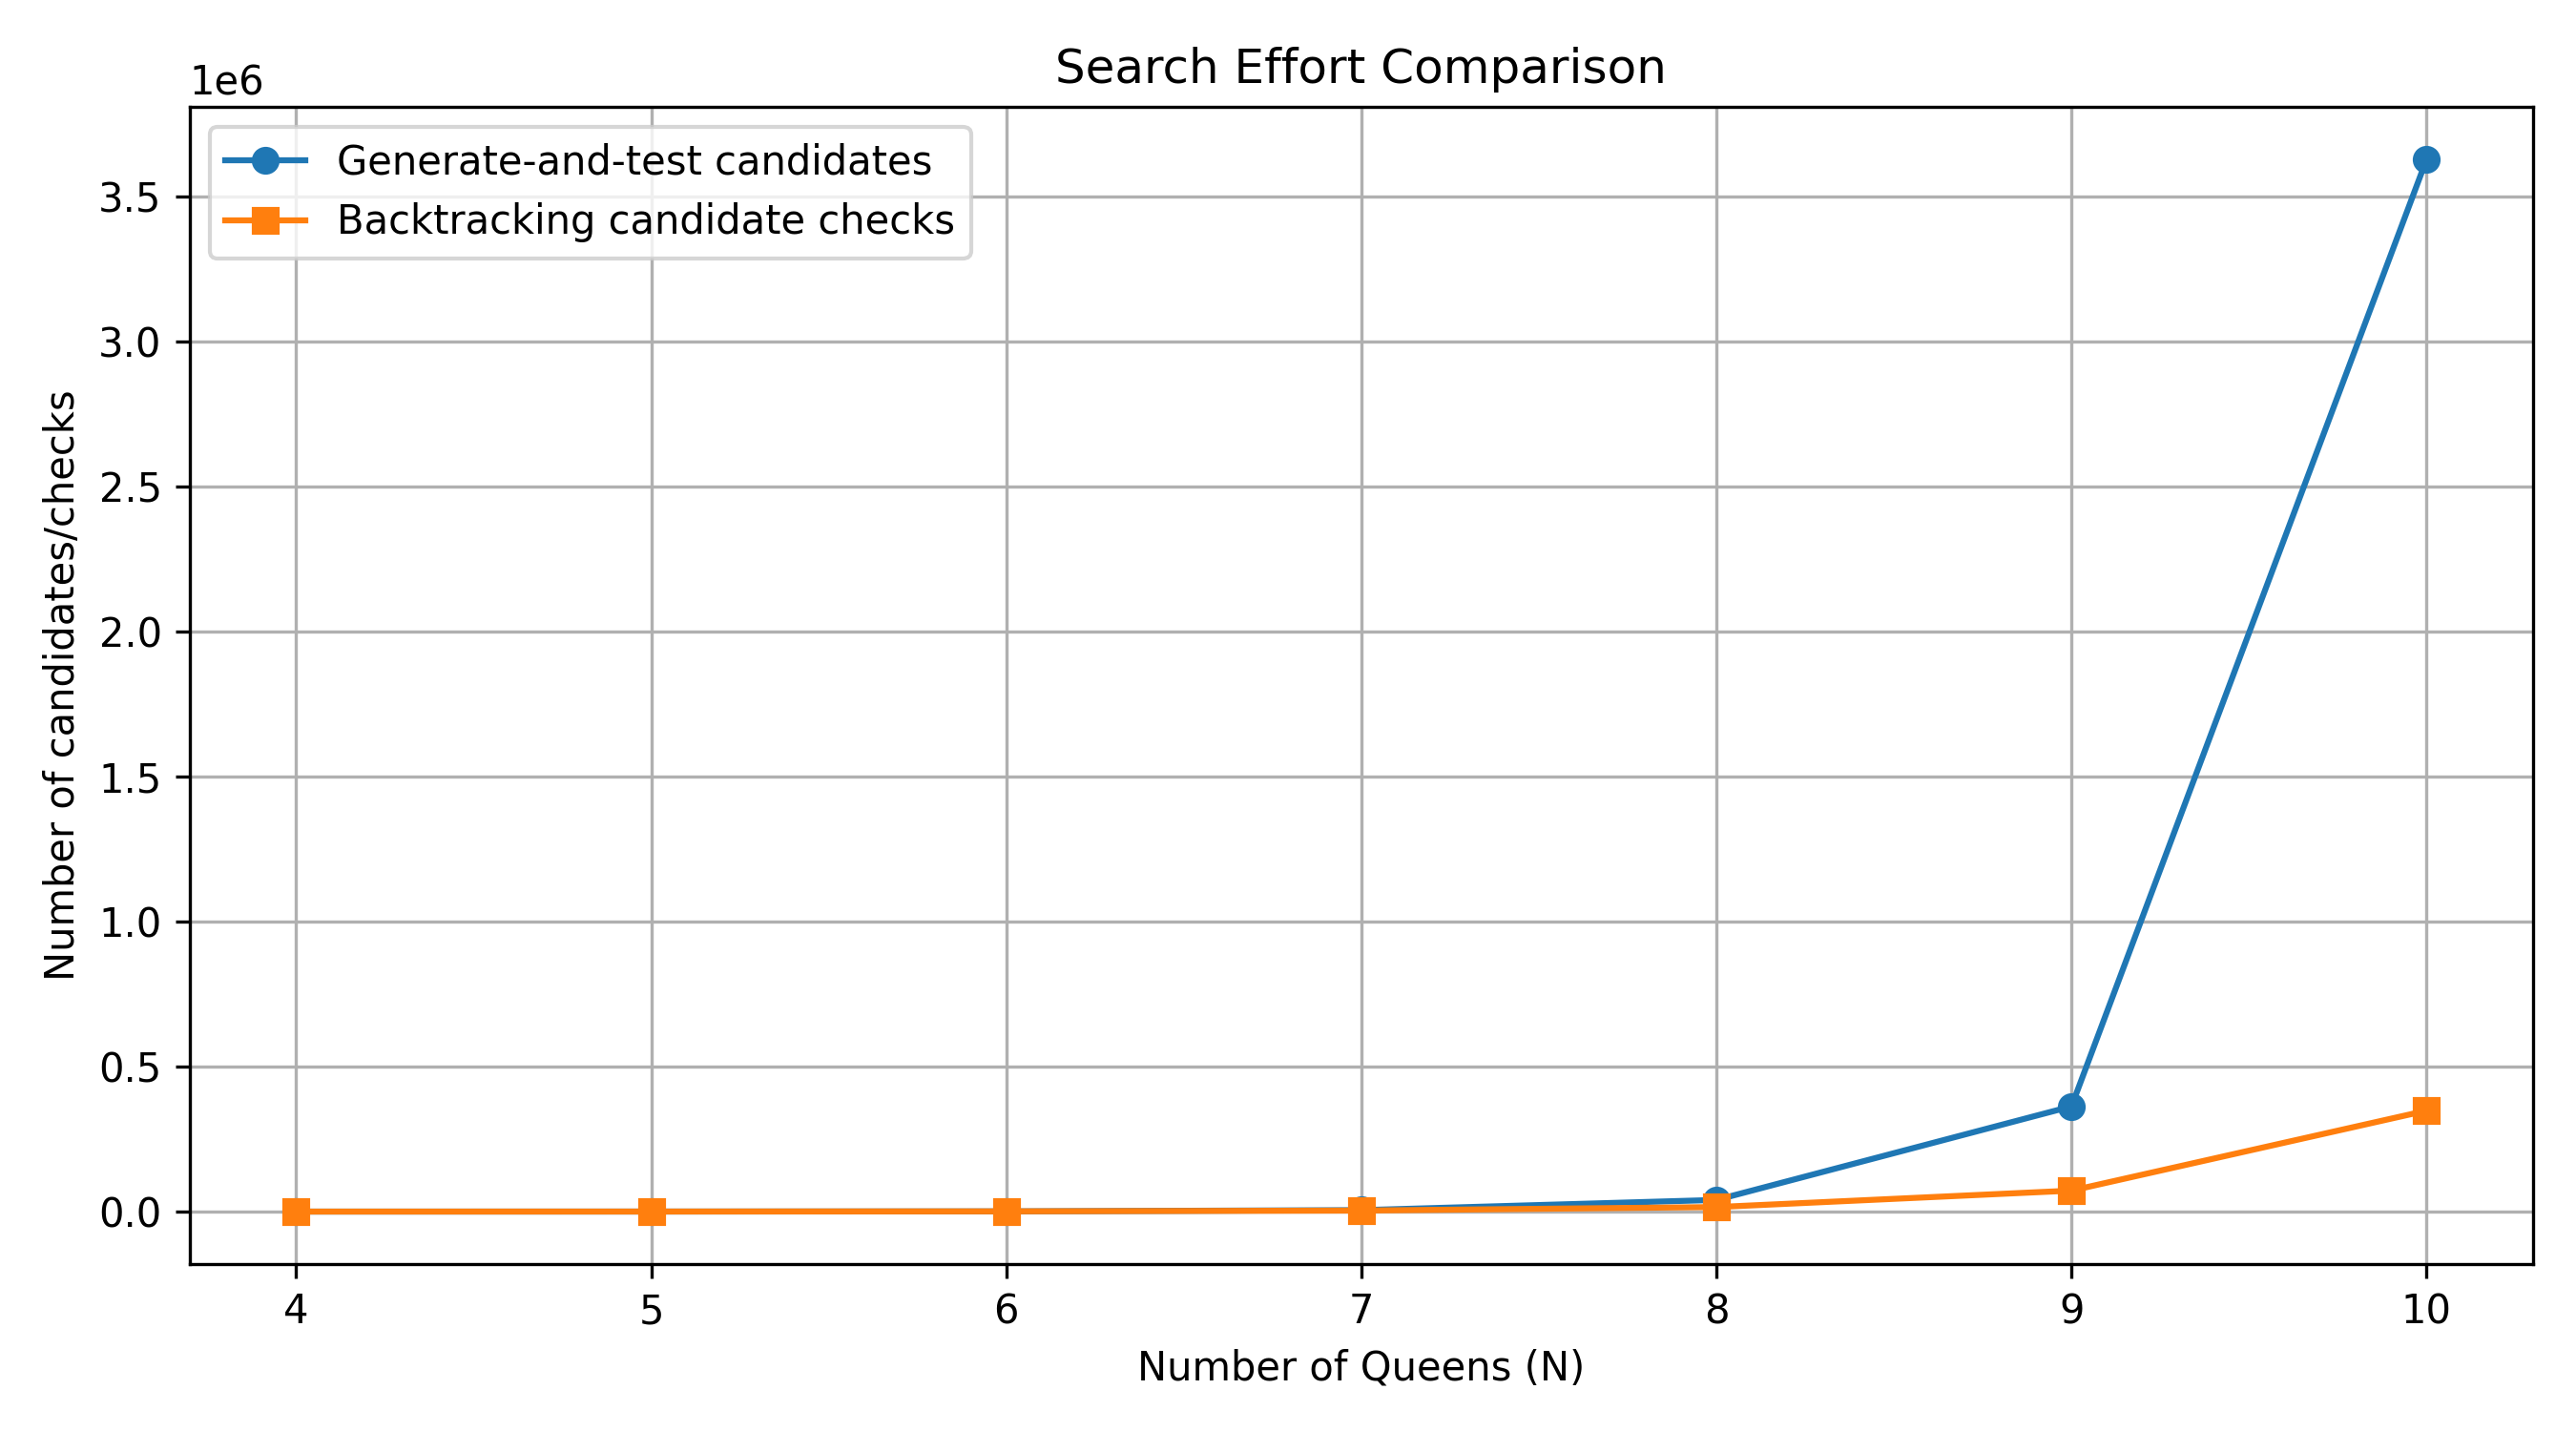 Search Effort Comparison
1e6
Generate-and-test candidates
Backtracking candidate checks
3.5
3.0
2.5
2.0
1.5
1.0
0.5
0.0
Number of candidates/checks
4 5 6 7 8 9 10
Number of Queens (N)